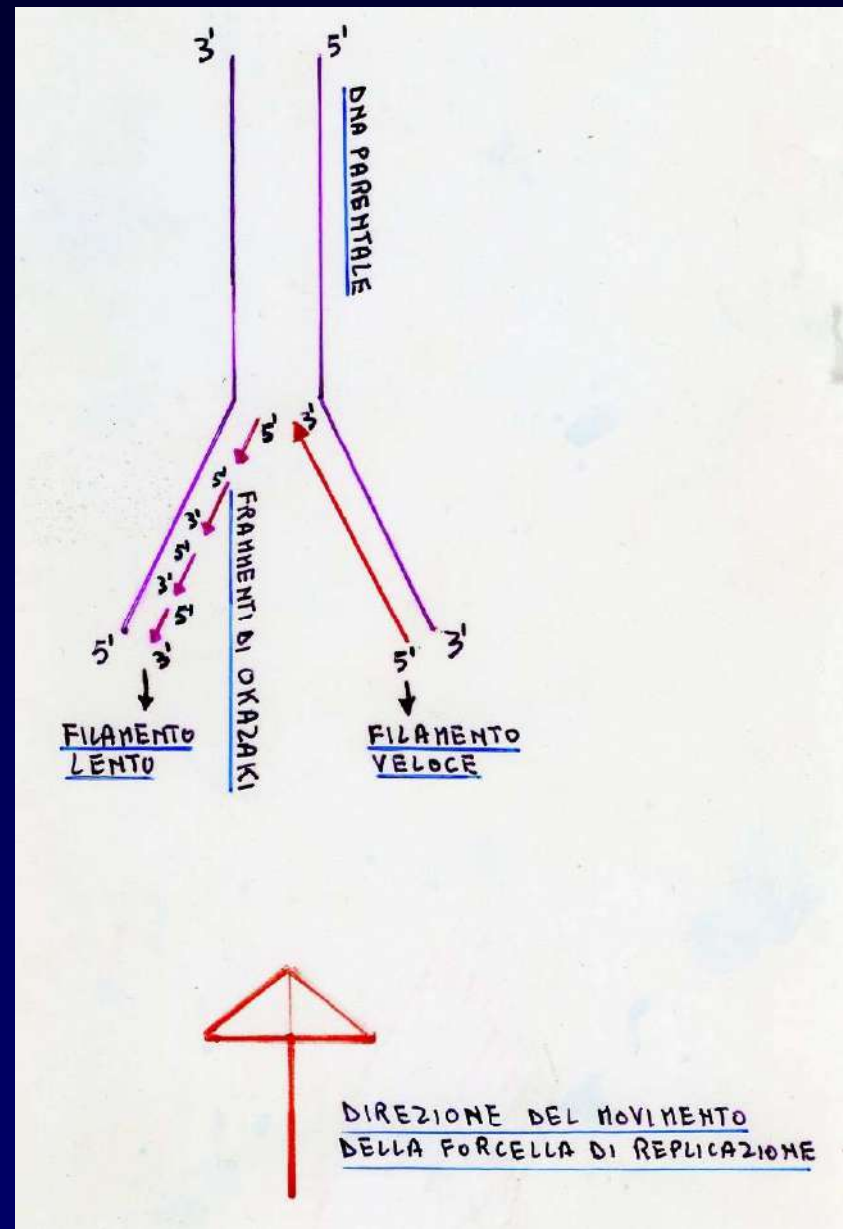 3' 5'
DNA PARENTALE
5' 3'
5'
3'
5'
3'
5'
5' 3'
5' 3'
FRAMMENTI DI OKAZAKI
FILAMENTO
LENTO
FILAMENTO
VELOCE
DIREZIONE DEL MOVIMENTO
DELLA FORCELLA DI REPLICAZIONE